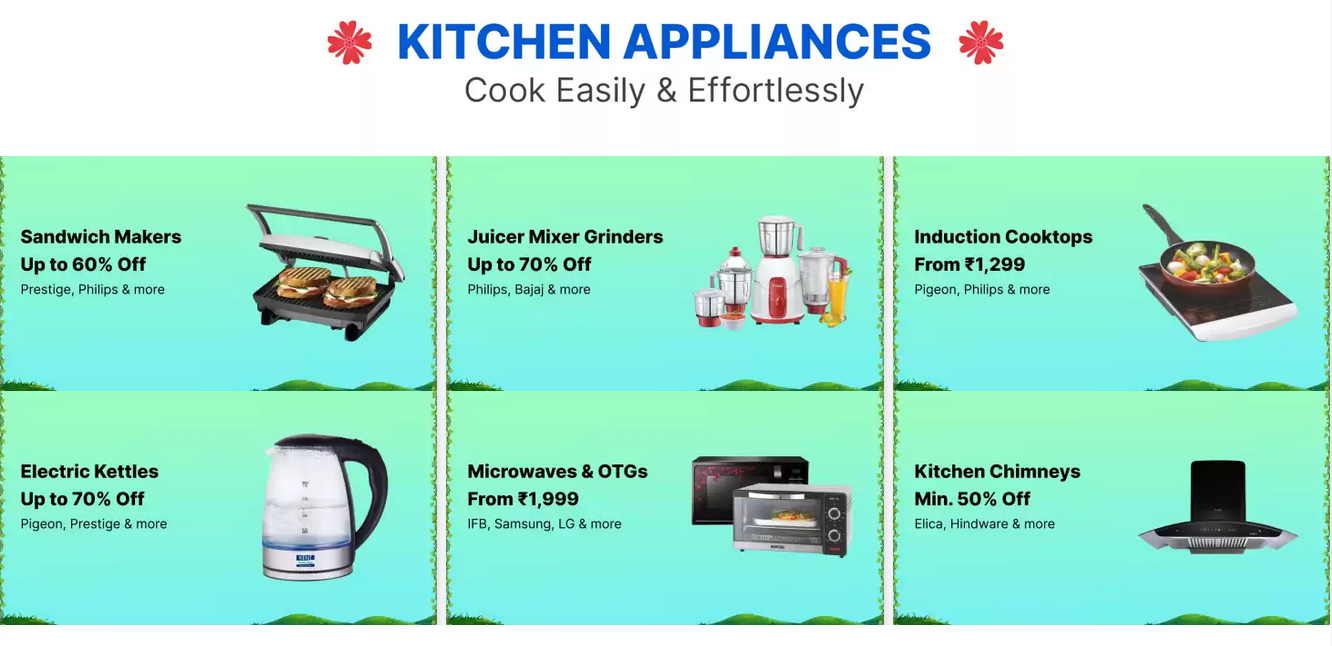 KITCHEN APPLIANCES
Cook Easily & Effortlessly
Sandwich Makers
Up to 60% Off
Prestige, Philips & more
Juicer Mixer Grinders
Up to 70% Off
Philips, Bajaj & more
Induction Cooktops
From ₹1,299
Pigeon, Philips & more
Electric Kettles
Up to 70% Off
Pigeon, Prestige & more
KENT
Microwaves & OTGs
From ₹1,999
IFB, Samsung, LG & more
Kitchen Chimneys
Min. 50% Off
Elica, Hindware & more